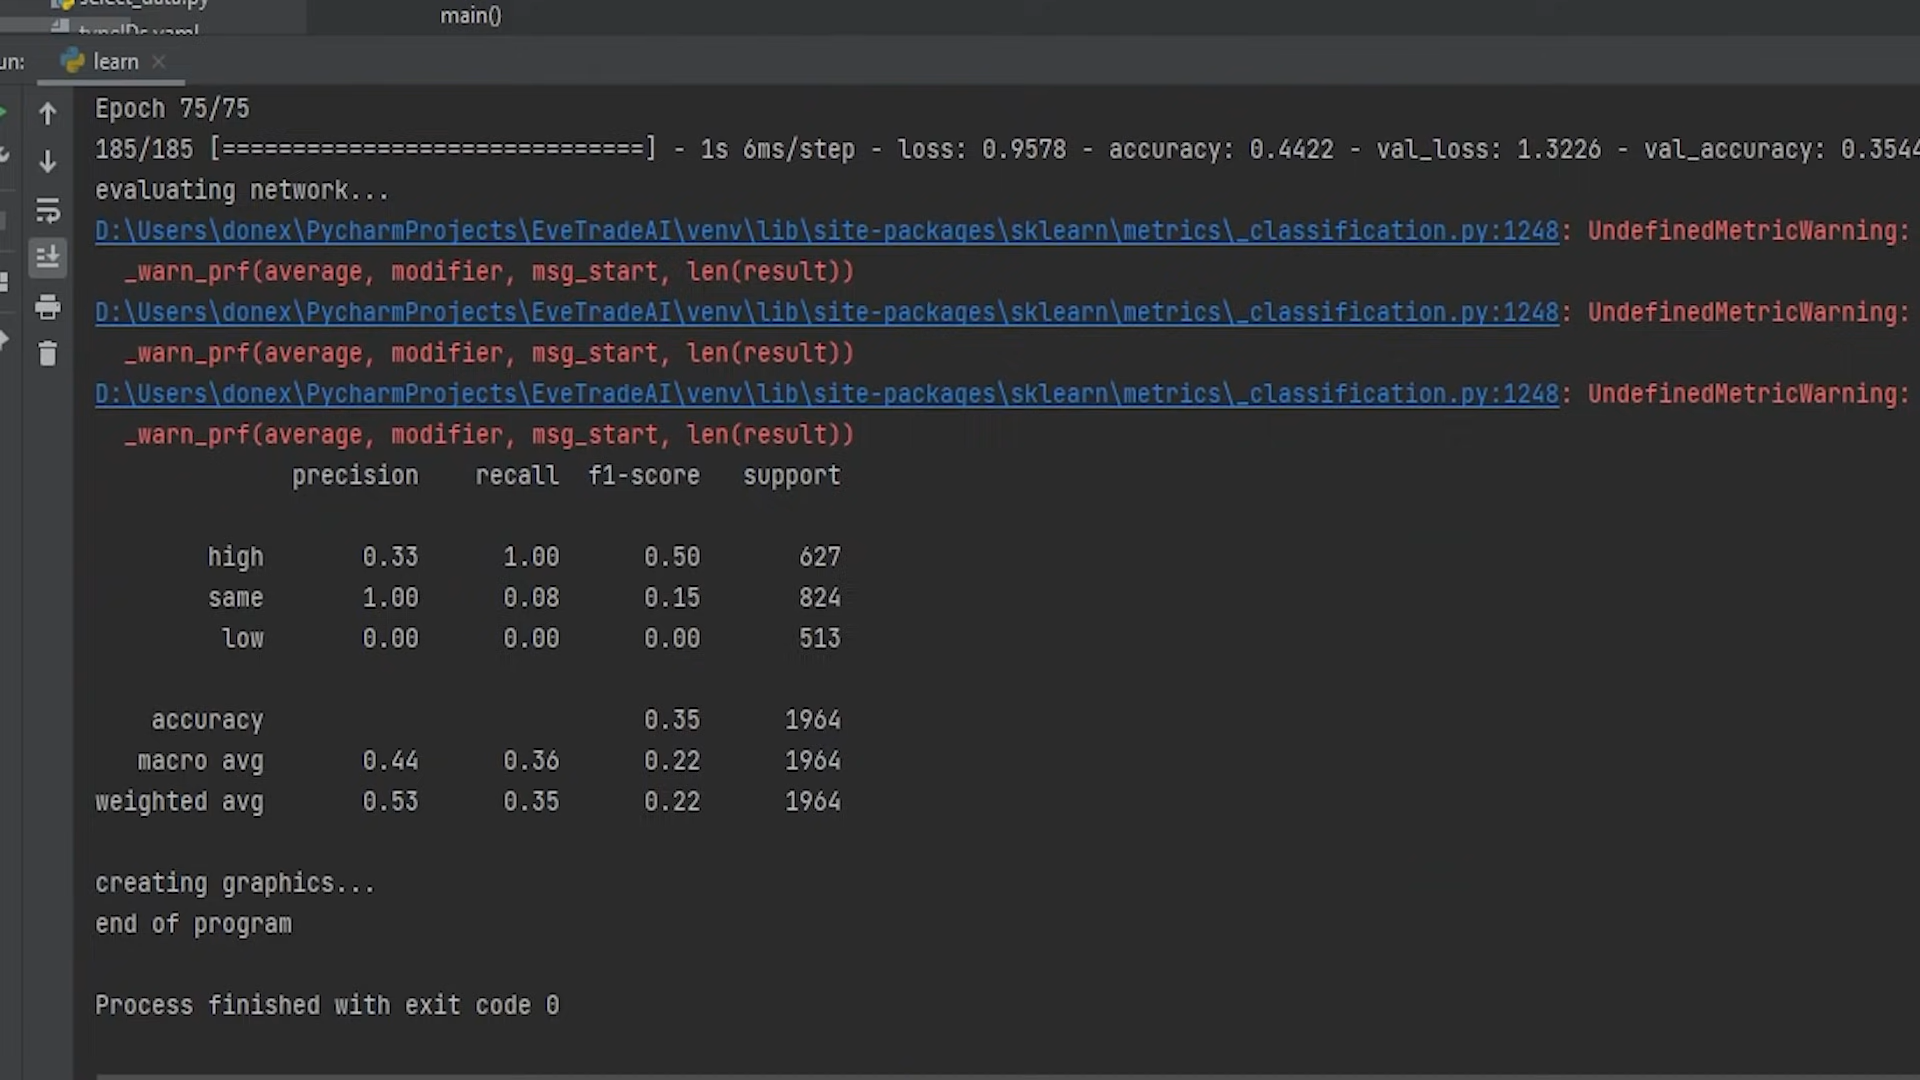 select_data.py
main()
typeIDs.yaml
un:
learn
Epoch 75/75
185/185 [==============================] - 1s 6ms/step - loss: 0.9578 - accuracy: 0.4422 - val_loss: 1.3226 - val_accuracy: 0.3544
evaluating network...
D:\Users\donex\PycharmProjects\EveTradeAI\venv\lib\site-packages\sklearn\metrics\_classification.py:1248: UndefinedMetricWarning:
_warn_prf(average, modifier, msg_start, len(result))
D:\Users\donex\PycharmProjects\EveTradeAI\venv\lib\site-packages\sklearn\metrics\_classification.py:1248: UndefinedMetricWarning:
_warn_prf(average, modifier, msg_start, len(result))
D:\Users\donex\PycharmProjects\EveTradeAI\venv\lib\site-packages\sklearn\metrics\_classification.py:1248: UndefinedMetricWarning:
_warn_prf(average, modifier, msg_start, len(result))
precision recall f1-score support
high 0.33 1.00 0.50 627
same 1.00 0.08 0.15 824
low 0.00 0.00 0.00 513
accuracy 0.35 1964
macro avg 0.44 0.36 0.22 1964
weighted avg 0.53 0.35 0.22 1964
creating graphics...
end of program
Process finished with exit code 0